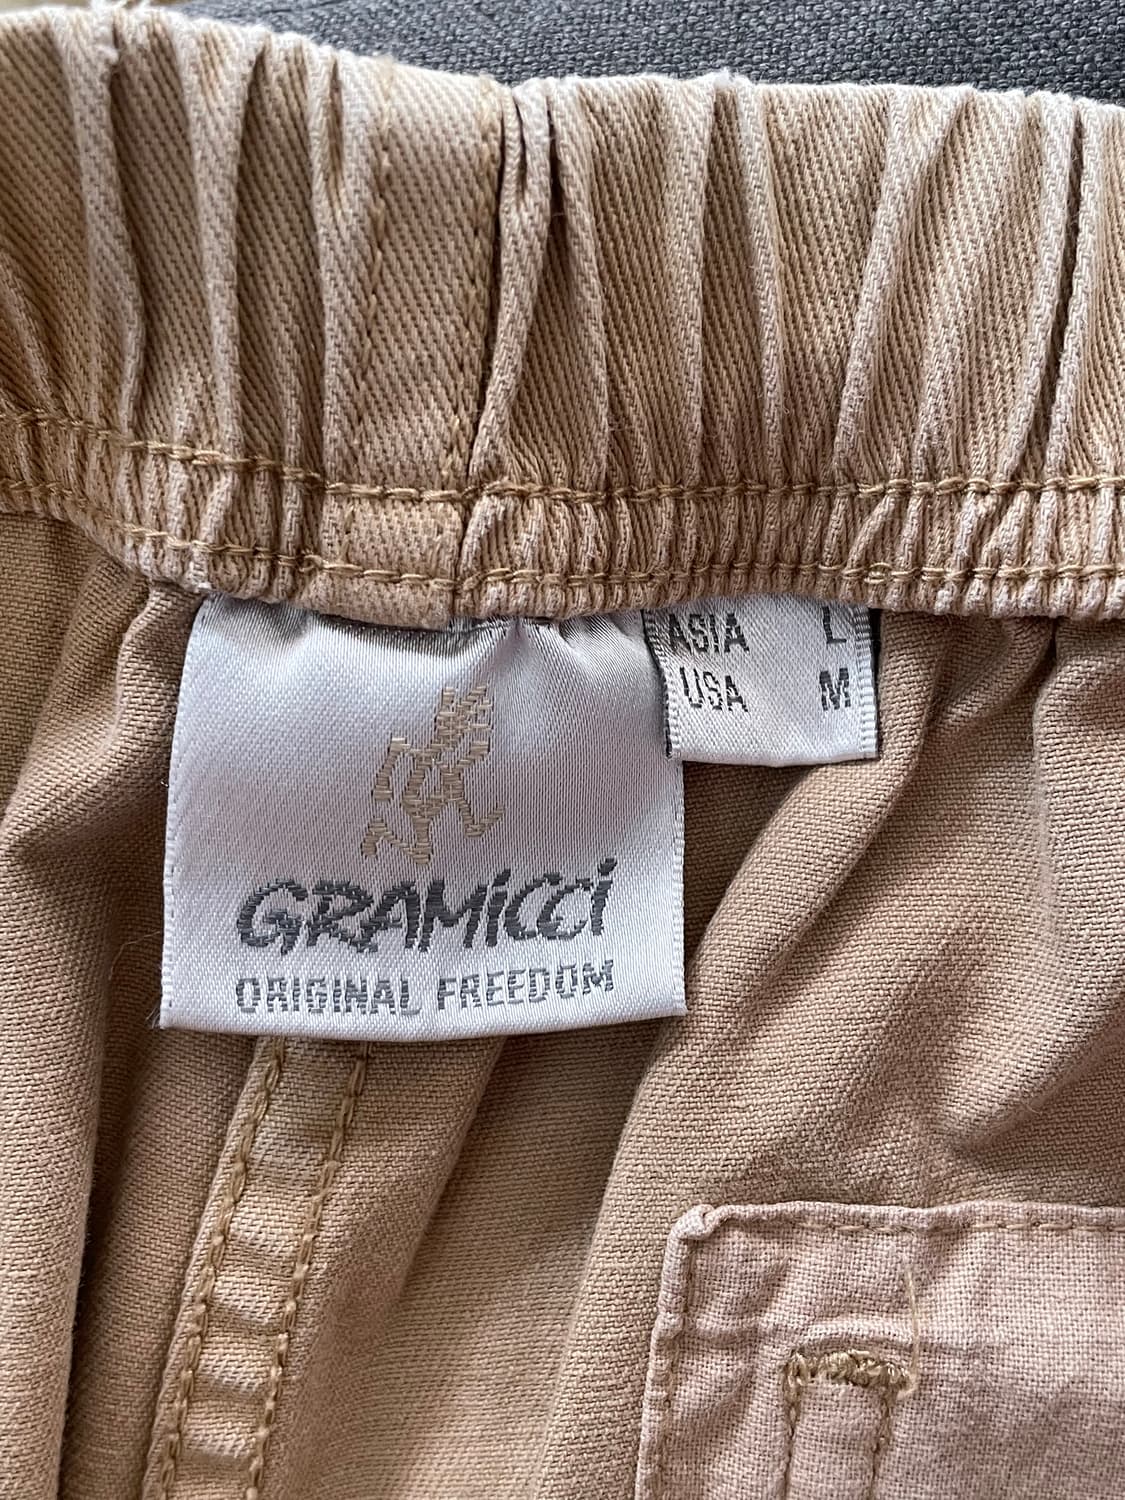 ASIA L
USA M
GRAMiCCi
ORIGINAL FREEDOM